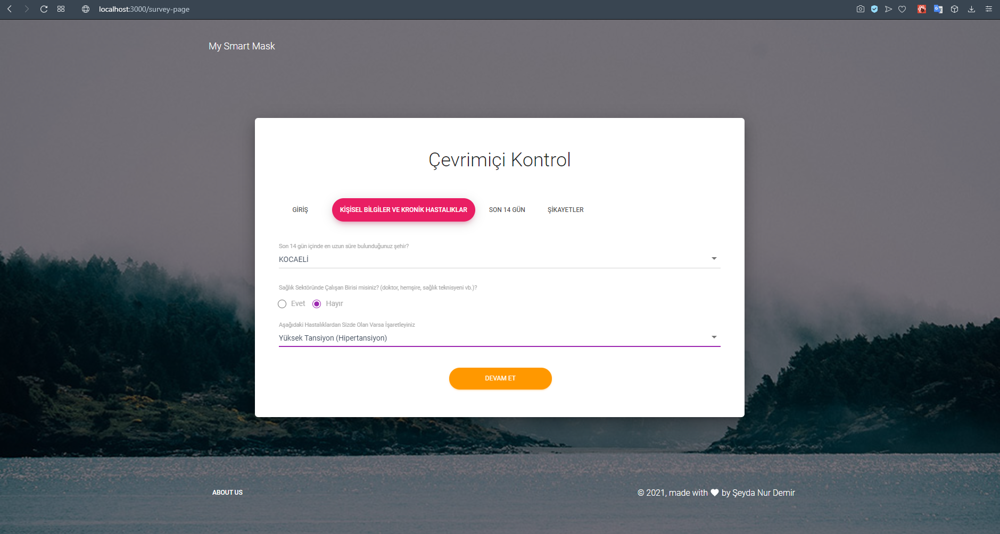 localhost:3000/survey-page
My Smart Mask
Çevrimiçi Kontrol
GİRİŞ
KİŞİSEL BİLGİLER VE KRONİK HASTALIKLAR
SON 14 GÜN
ŞİKAYETLER
Son 14 gün içinde en uzun süre bulunduğunuz şehir?
KOCAELİ
Sağlık Sektöründe Çalışan Birisi misiniz? (doktor, hemşire, sağlık teknisyeni vb.)?
Evet
Hayır
Aşağıdaki Hastalıklardan Sizde Olan Varsa İşaretleyiniz
Yüksek Tansiyon (Hipertansiyon)
DEVAM ET
ABOUT US
© 2021, made with ♥ by Şeyda Nur Demir